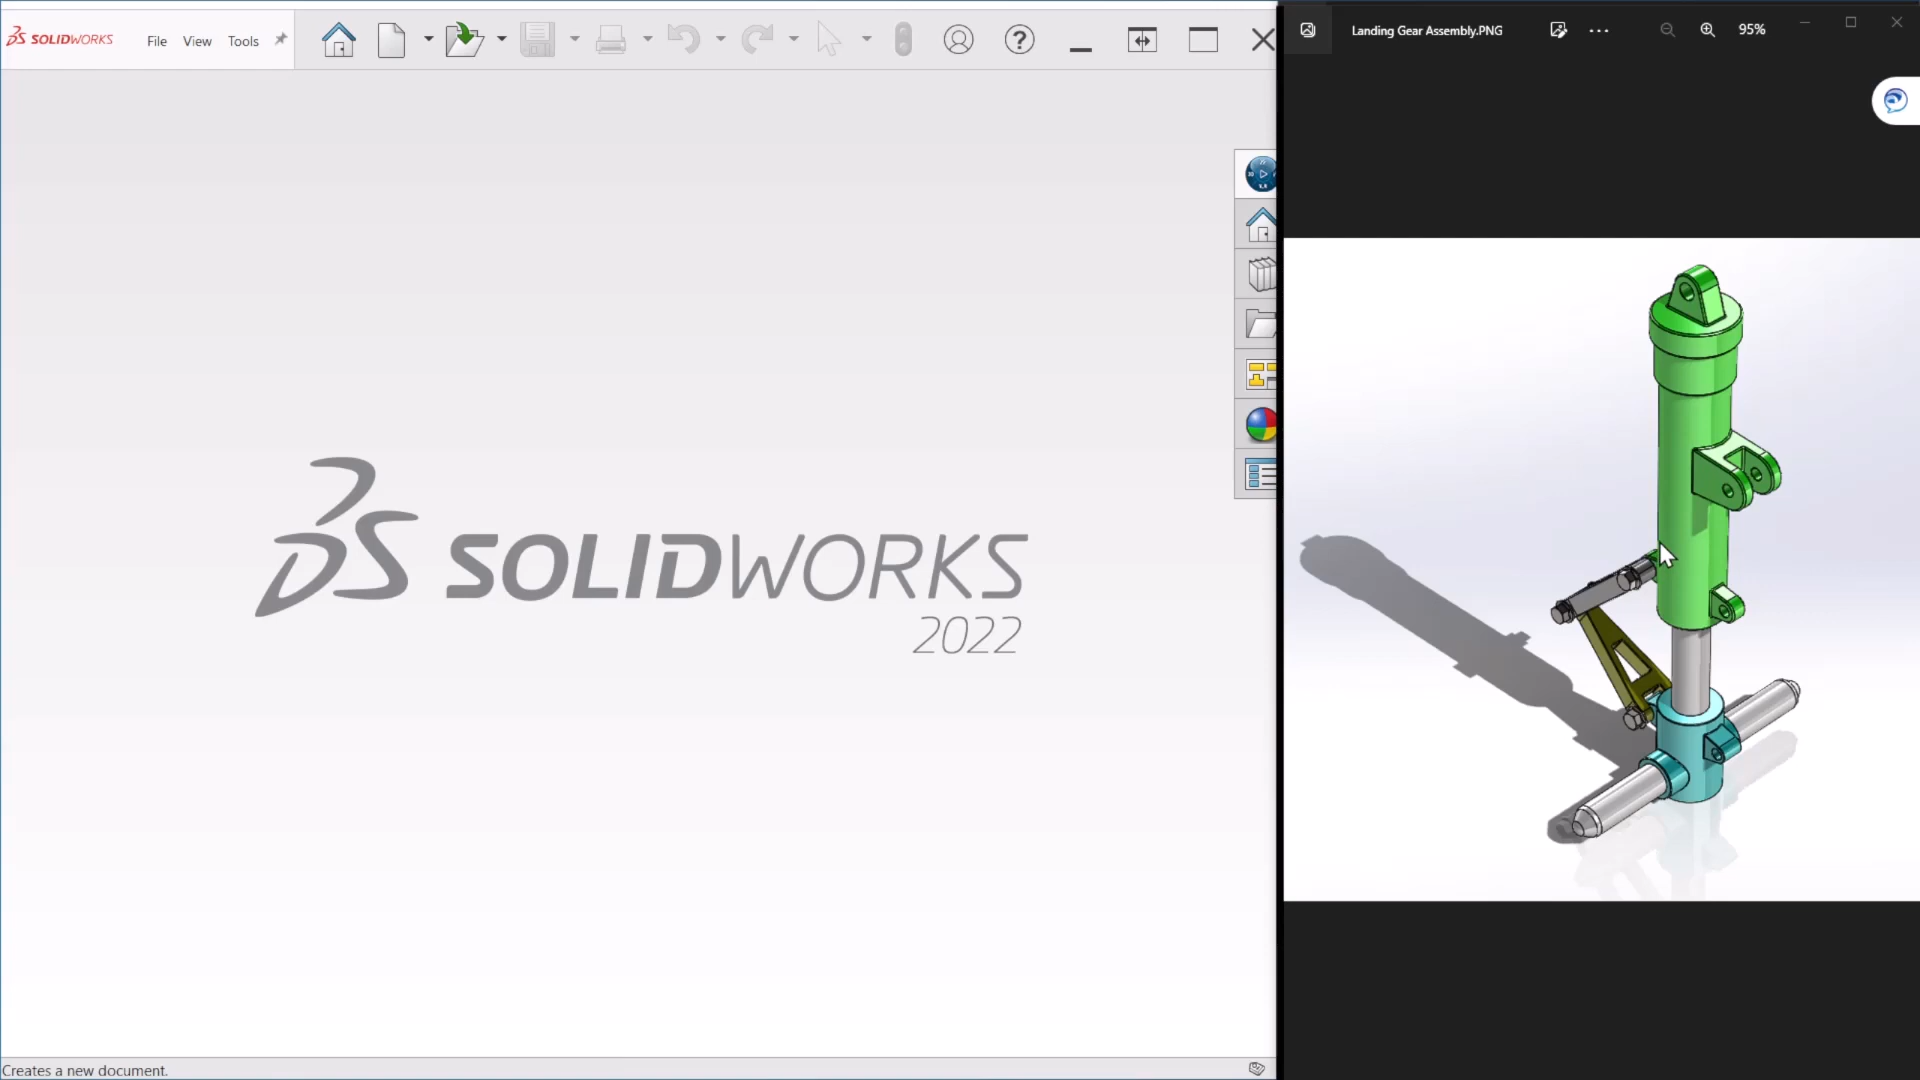 SOLIDWORKS
File
View
Tools
Landing Gear Assembly.PNG
95%
SOLIDWORKS
2022
Creates a new document.